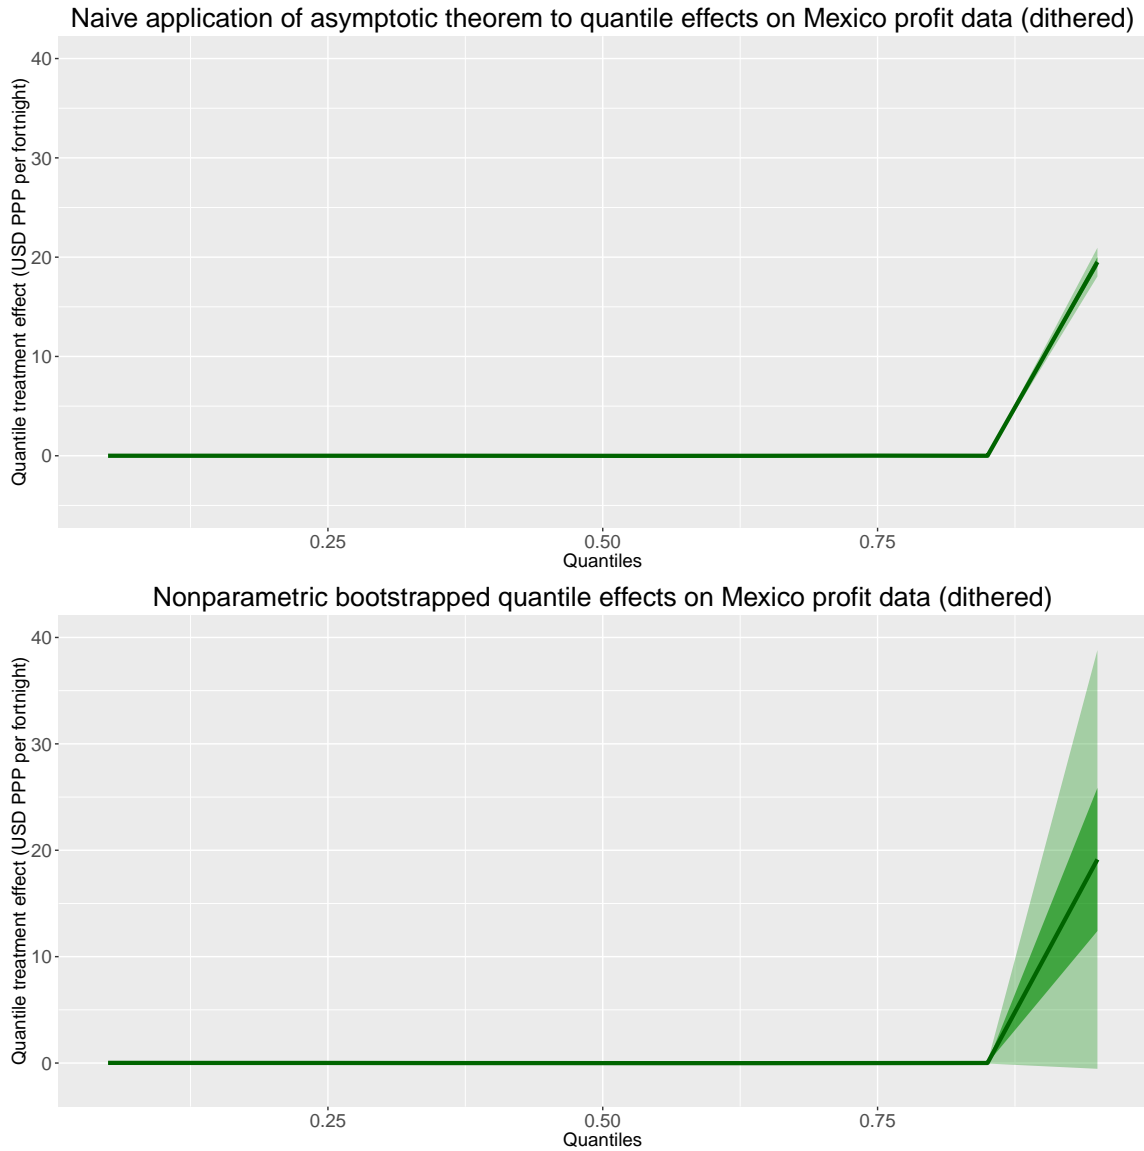 Naive application of asymptotic theorem to quantile effects on Mexico profit data (dithered)
Quantile treatment effect (USD PPP per fortnight)
40
30
20
10
0
0.25 0.50 0.75
Quantiles
Nonparametric bootstrapped quantile effects on Mexico profit data (dithered)
Quantile treatment effect (USD PPP per fortnight)
40
30
20
10
0
0.25 0.50 0.75
Quantiles